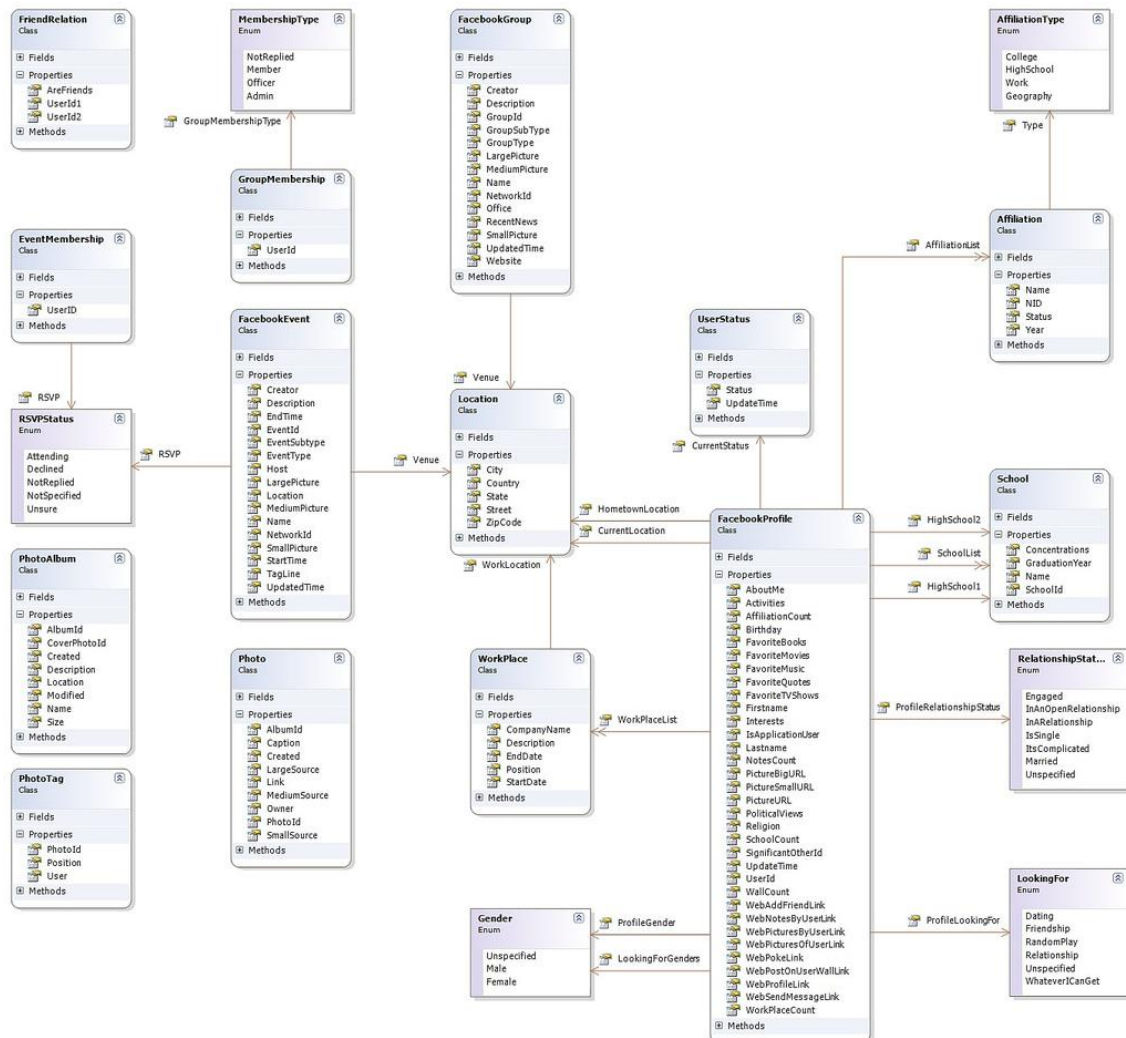 FriendRelation
Class
Fields
Properties
AreFriends
UserId1
UserId2
Methods
MembershipType
Enum
NotReplied
Member
Officer
Admin
GroupMembershipType
GroupMembership
Class
Fields
Properties
UserId
Methods
FacebookGroup
Class
Fields
Properties
Creator
Description
GroupId
GroupSubType
GroupType
LargePicture
MediumPicture
Name
NetworkId
Office
RecentNews
SmallPicture
UpdatedTime
Website
Methods
Venue
AffiliationType
Enum
College
HighSchool
Work
Geography
Type
Affiliation
Class
Fields
Properties
Name
NID
Status
Year
Methods
AffiliationList
EventMembership
Class
Fields
Properties
UserID
Methods
RSVP
RSVPStatus
Enum
Attending
Declined
NotReplied
NotSpecified
Unsure
RSVP
FacebookEvent
Class
Fields
Properties
Creator
Description
EndTime
EventId
EventSubtype
EventType
Host
LargePicture
Location
MediumPicture
Name
NetworkId
SmallPicture
StartTime
TagLine
UpdatedTime
Methods
Venue
Location
Class
Fields
Properties
City
Country
State
Street
ZipCode
Methods
WorkLocation
UserStatus
Class
Fields
Properties
Status
UpdateTime
Methods
CurrentStatus
HometownLocation
CurrentLocation
FacebookProfile
Class
Fields
Properties
AboutMe
Activities
AffiliationCount
Birthday
FavoriteBooks
FavoriteMovies
FavoriteMusic
FavoriteQuotes
FavoriteTVShows
Firstname
Interests
IsApplicationUser
Lastname
NotesCount
PictureBigURL
PictureSmallURL
PictureURL
PoliticalViews
Religion
SchoolCount
SignificantOtherId
UpdateTime
UserId
WallCount
WebAddFriendLink
WebNotesByUserLink
WebPicturesByUserLink
WebPicturesOfUserLink
WebPokeLink
WebPostOnUserWallLink
WebProfileLink
WebSendMessageLink
WorkPlaceCount
Methods
HighSchool2
SchoolList
HighSchool1
School
Class
Fields
Properties
Concentrations
GraduationYear
Name
SchoolId
Methods
PhotoAlbum
Class
Fields
Properties
AlbumId
CoverPhotoId
Created
Description
Location
Modified
Name
Size
Methods
Photo
Class
Fields
Properties
AlbumId
Caption
Created
LargeSource
Link
MediumSource
Owner
PhotoId
SmallSource
Methods
WorkPlace
Class
Fields
Properties
CompanyName
Description
EndDate
Position
StartDate
Methods
WorkPlaceList
ProfileRelationshipStatus
RelationshipStat...
Enum
Engaged
InAnOpenRelationship
InARelationship
IsSingle
ItsComplicated
Married
Unspecified
PhotoTag
Class
Fields
Properties
PhotoId
Position
User
Methods
Gender
Enum
Unspecified
Male
Female
ProfileGender
LookingForGenders
ProfileLookingFor
LookingFor
Enum
Dating
Friendship
RandomPlay
Relationship
Unspecified
WhateverICanGet